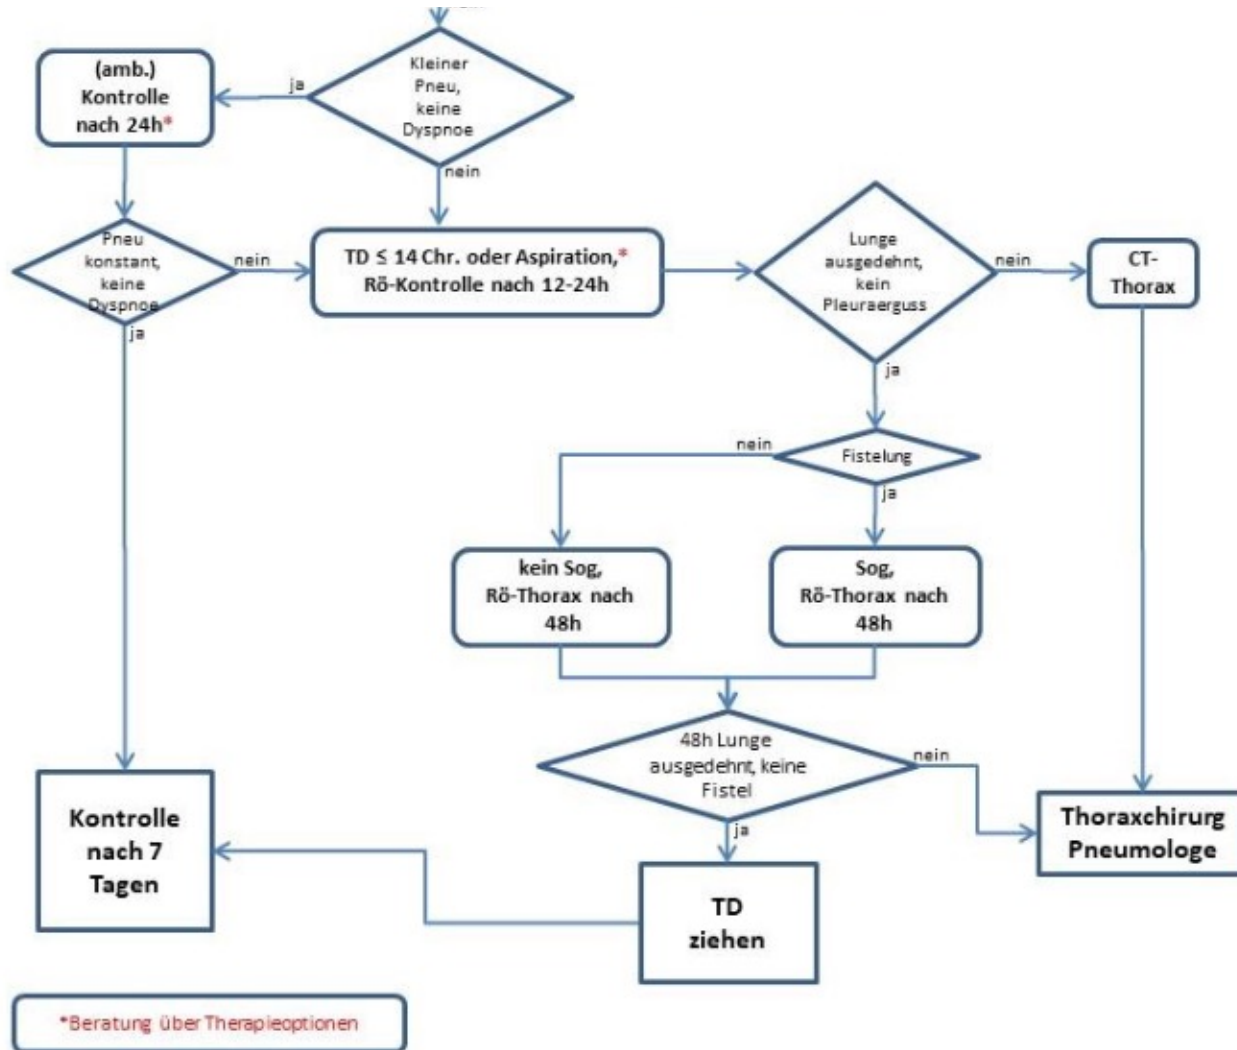 Kleiner
Pneu,
keine
Dyspnoe
ja
nein
(amb.)
Kontrolle
nach 24h*
Pneu
konstant,
keine
Dyspnoe
nein
ja
TD ≤ 14 Chr. oder Aspiration,*
Rö-Kontrolle nach 12-24h
Lunge
ausgedehnt,
kein
Pleuraerguss
nein
ja
CT-
Thorax
Fistelung
nein
ja
kein Sog,
Rö-Thorax nach
48h
Sog,
Rö-Thorax nach
48h
48h Lunge
ausgedehnt, keine
Fistel
nein
ja
Kontrolle
nach 7
Tagen
TD
ziehen
Thoraxchirurg
Pneumologe
*Beratung über Therapieoptionen